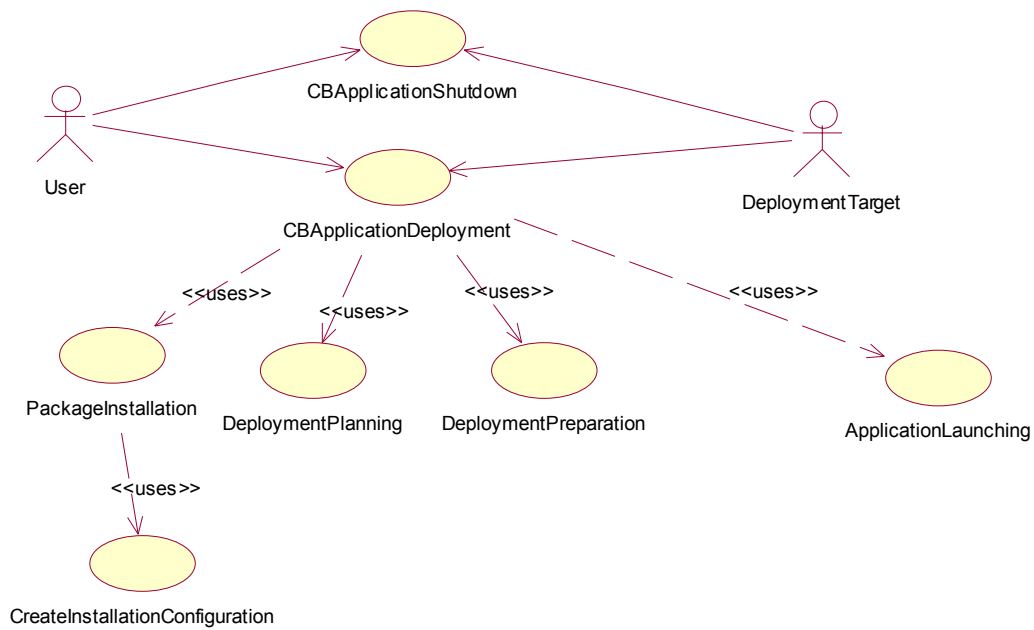 CBApplicationShutdown
User
DeploymentTarget
CBApplicationDeployment
<<uses>>
<<uses>>
<<uses>>
<<uses>>
PackageInstallation
DeploymentPlanning
DeploymentPreparation
ApplicationLaunching
<<uses>>
CreateInstallationConfiguration